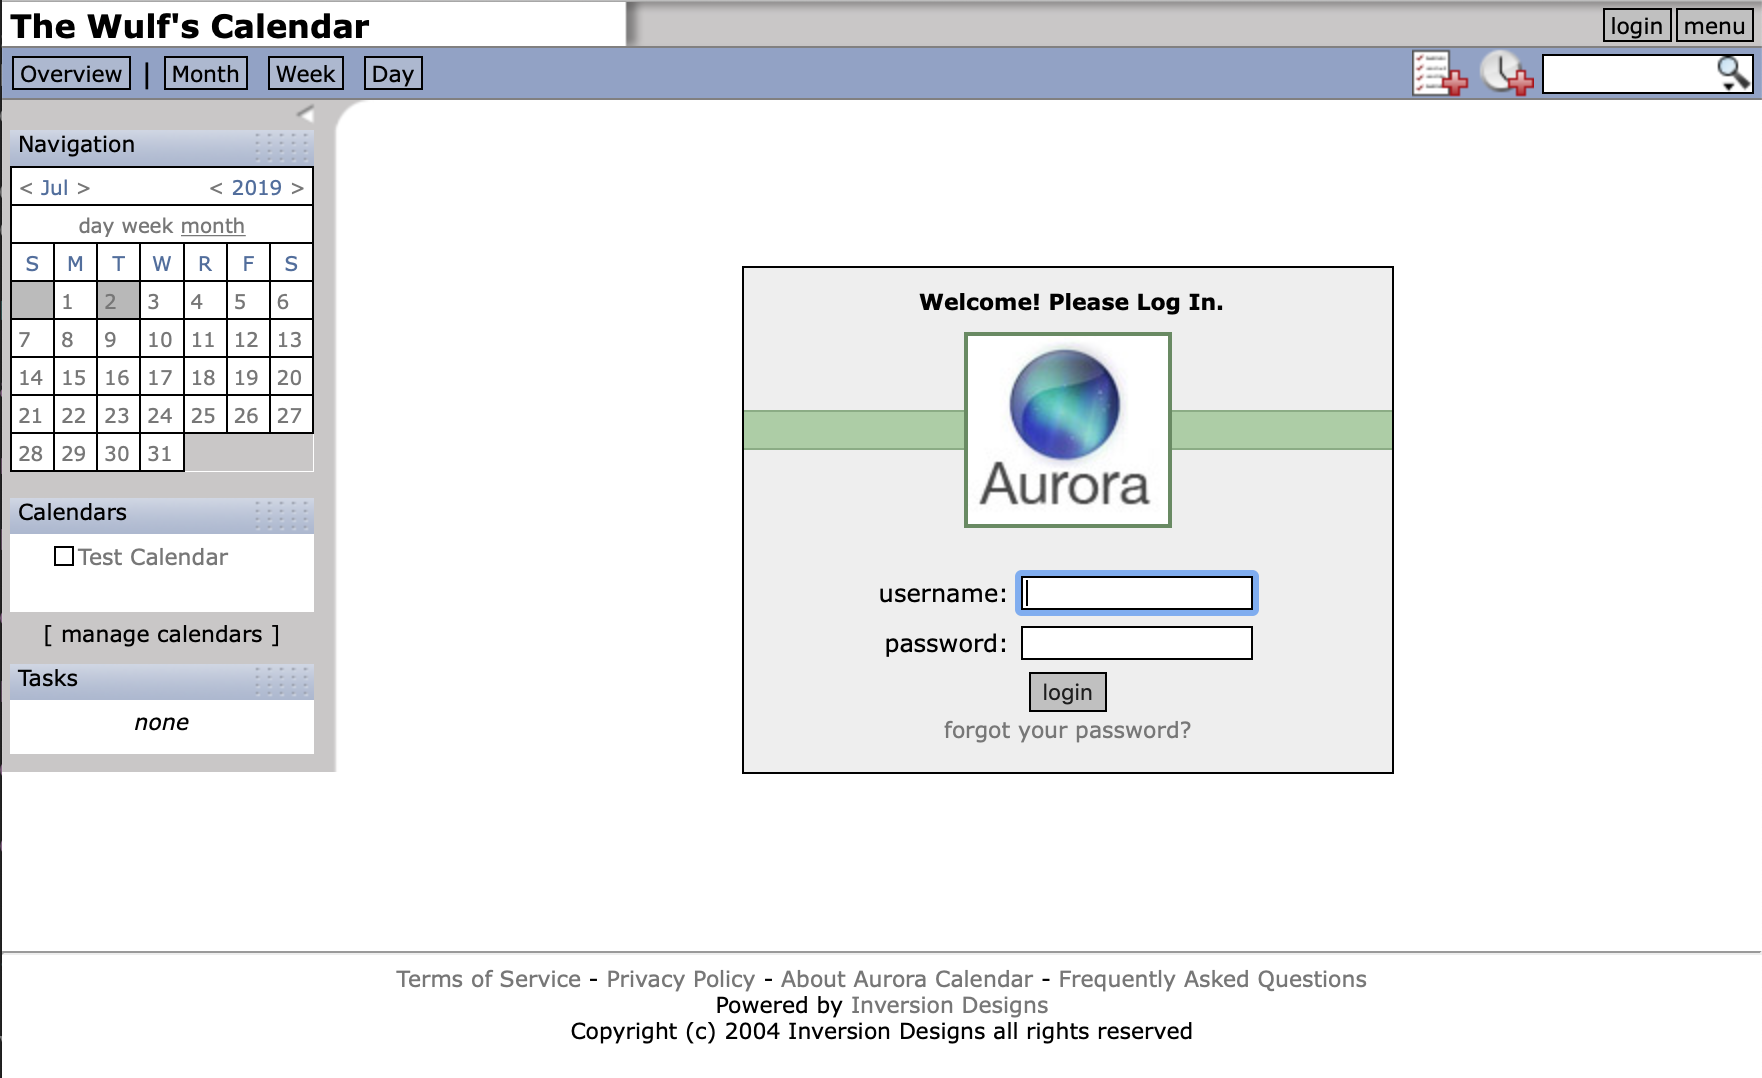 The Wulf's Calendar
login menu
Overview | Month Week Day
Navigation
< Jul > < 2019 >
day week month
S M T W R F S
1 2 3 4 5 6
7 8 9 10 11 12 13
14 15 16 17 18 19 20
21 22 23 24 25 26 27
28 29 30 31
Calendars
Test Calendar
[ manage calendars ]
Tasks
none
Welcome! Please Log In.
Aurora
username:
password:
login
forgot your password?
Terms of Service - Privacy Policy - About Aurora Calendar - Frequently Asked Questions
Powered by Inversion Designs
Copyright (c) 2004 Inversion Designs all rights reserved